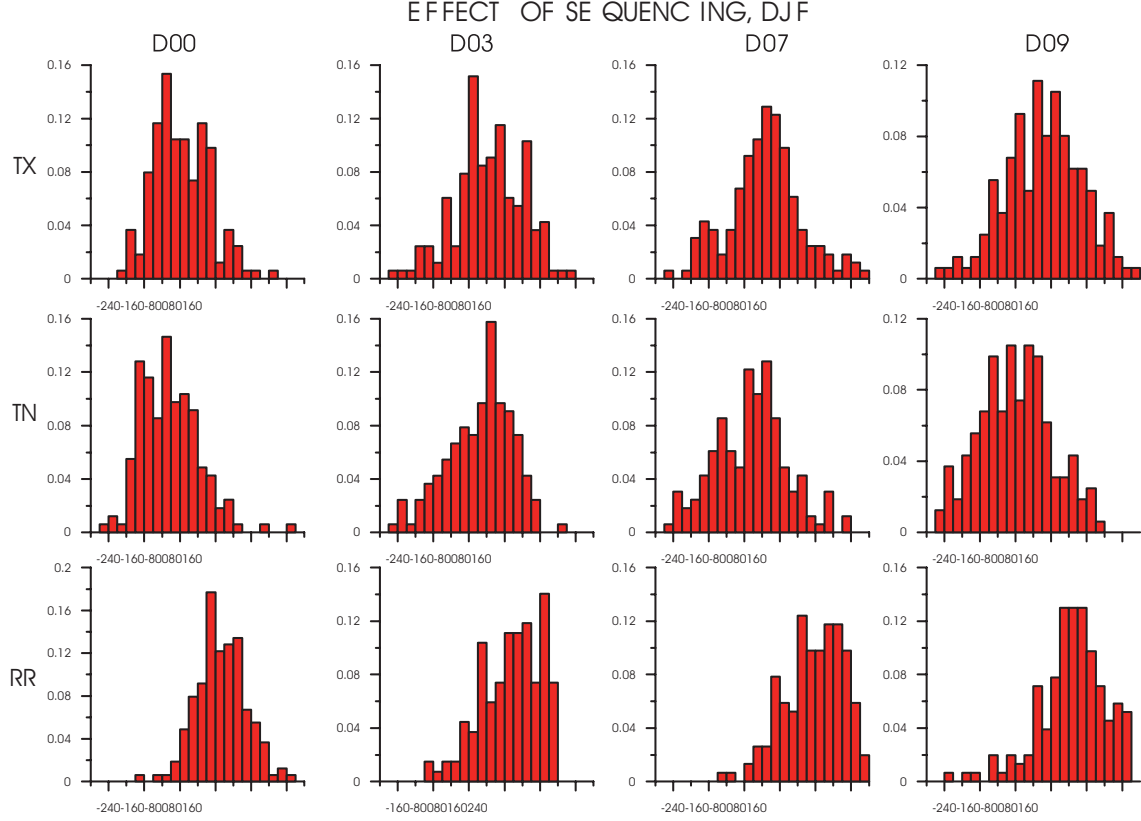 EFFECT OF SEQUENCING, DJF
D00 D03 D07 D09
0.16 0.16 0.16 0.12
0.12 0.12 0.12 0.08
TX 0.08 0.08 0.08
0.04 0.04 0.04 0.04
0 0 0 0
-240-160-80080160 -240-160-80080160 -240-160-80080160 -240-160-80080160
0.16 0.16 0.16 0.12
0.12 0.12 0.12 0.08
TN 0.08 0.08 0.08
0.04 0.04 0.04 0.04
0 0 0 0
-240-160-80080160 -240-160-80080160 -240-160-80080160 -240-160-80080160
0.2 0.16 0.16 0.16
0.16 0.12 0.12 0.12
0.12
RR 0.08 0.08 0.08 0.08
0.04 0.04 0.04 0.04
0 0 0 0
-240-160-80080160 -160-80080160240 -240-160-80080160 -240-160-80080160